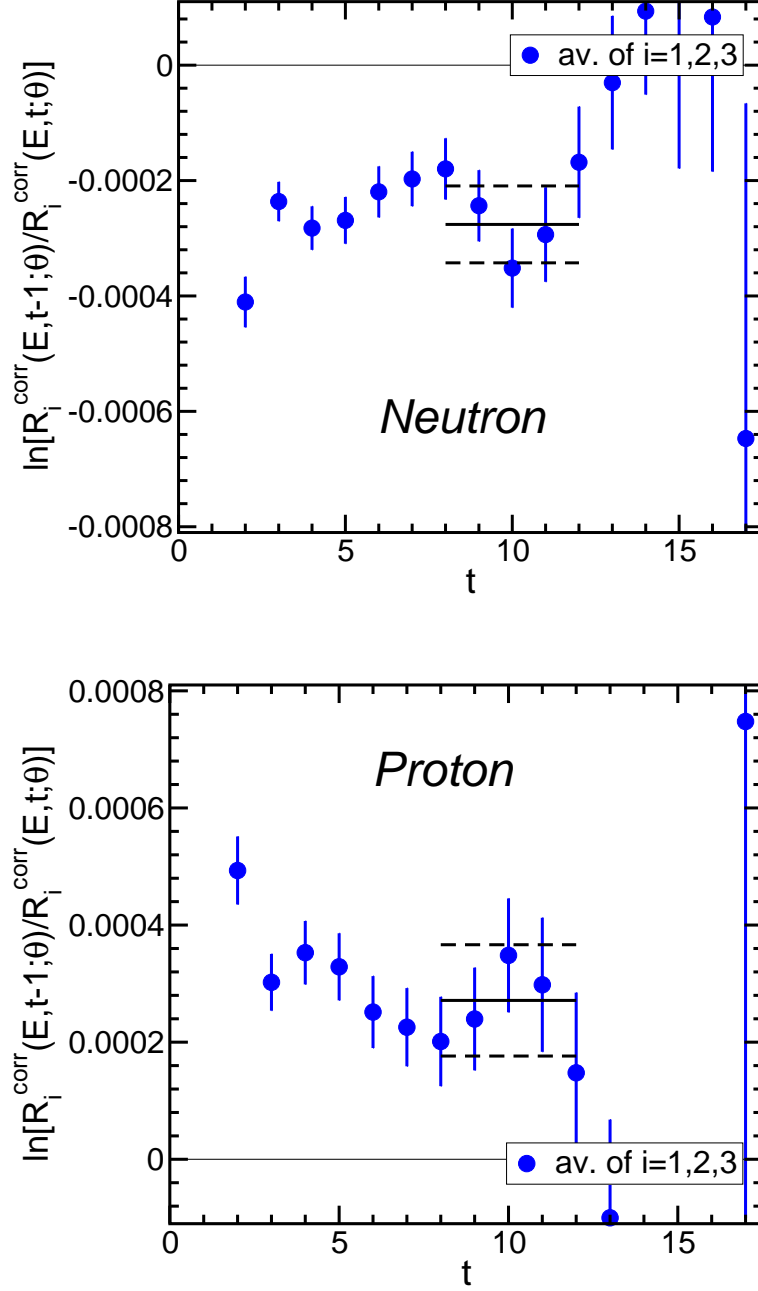 av. of i=1,2,3
0
-0.0002
-0.0004
-0.0006
-0.0008
ln[R_i^corr(E,t-1;θ)/R_i^corr(E,t;θ)]
Neutron
0 5 10 15
t
0.0008
0.0006
0.0004
0.0002
0
ln[R_i^corr(E,t-1;θ)/R_i^corr(E,t;θ)]
Proton
av. of i=1,2,3
0 5 10 15
t